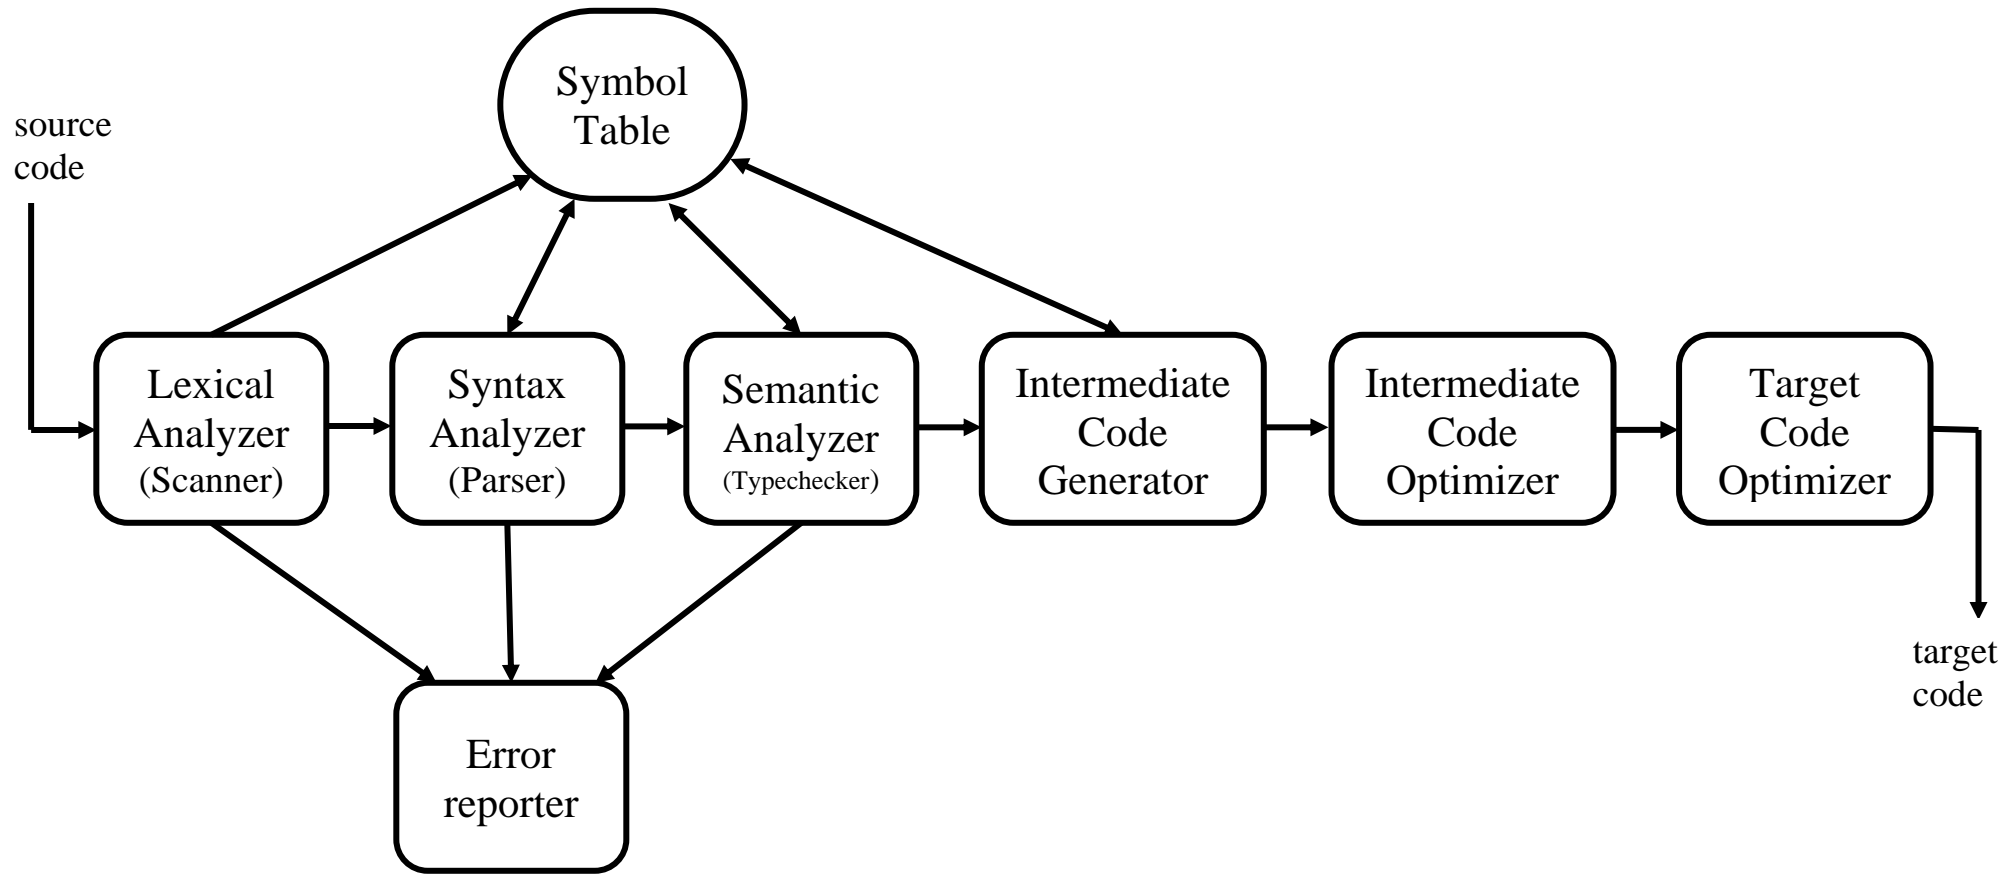 Symbol
Table
source
code
Lexical
Analyzer
(Scanner)
Syntax
Analyzer
(Parser)
Semantic
Analyzer
(Typechecker)
Intermediate
Code
Generator
Intermediate
Code
Optimizer
Target
Code
Optimizer
target
code
Error
reporter